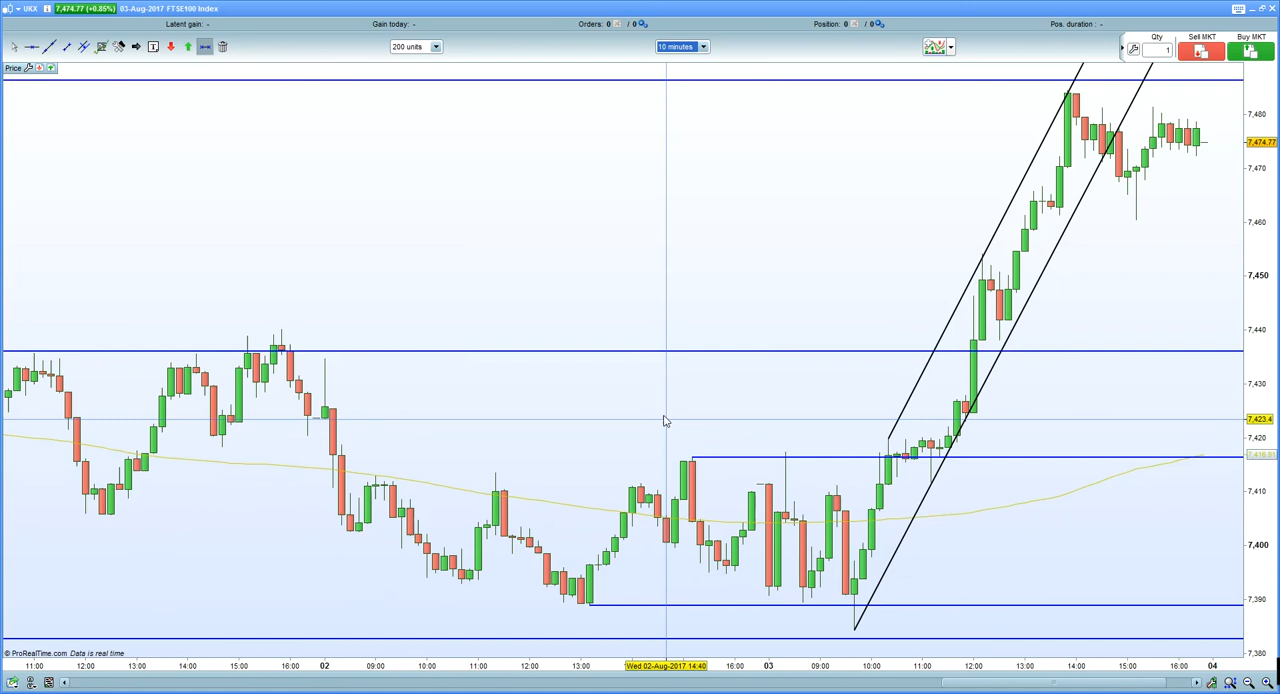 UKX 7,474.77 (+0.85%) 03-Aug-2017 FTSE100 Index
Latent gain: - Gain today: - Orders: 0 / 0 Position: 0 / 0 Pos. duration : -
200 units 10 minutes Qty 1 Sell MKT Buy MKT
Price
7,480
7,474.77
7,470
7,460
7,450
7,440
7,430
7,423.4
7,420
7,410
7,400
7,390
7,380
© ProRealTime.com Data is real time
11:00 12:00 13:00 14:00 15:00 16:00 02 09:00 10:00 11:00 12:00 13:00 Wed 02-Aug-2017 14:40 16:00 03 09:00 10:00 11:00 12:00 13:00 14:00 15:00 16:00 04